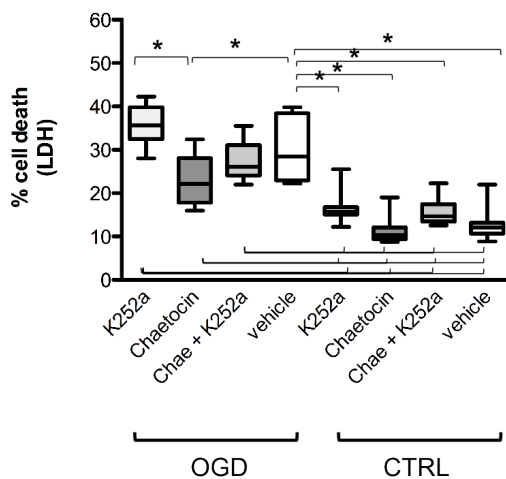 60
50
40
30
20
10
0
% cell death
(LDH)
*
*
*
*
*
*
K252a
Chaetocin
Chae + K252a
vehicle
K252a
Chaetocin
Chae + K252a
vehicle
OGD
CTRL